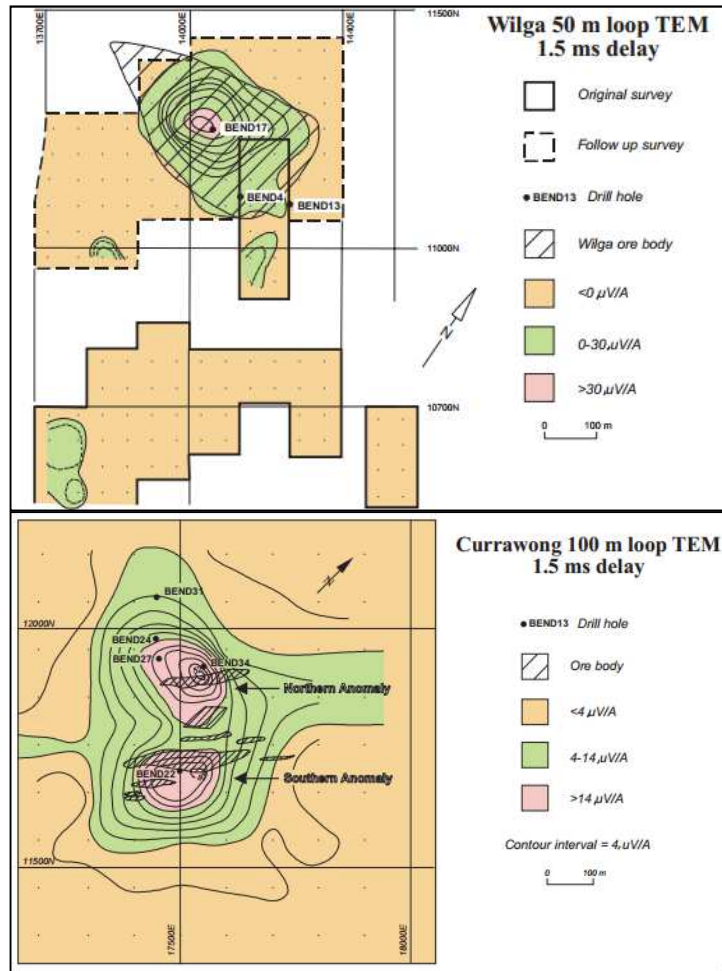 13700E
14000E
11500N
14400E
BEND17
BEND4
BEND13
11000N
10700N
N
Wilga 50 m loop TEM
1.5 ms delay
Original survey
Follow up survey
BEND13 Drill hole
Wilga ore body
<0 µV/A
0-30,µV/A
>30 µV/A
0 100 m
12000N
BEND31
BEND24
BEND27
BEND34
Northern Anomaly
BEND22
Southern Anomaly
11500N
17500E
18000E
N
Currawong 100 m loop TEM
1.5 ms delay
BEND13 Drill hole
Ore body
<4 µV/A
4-14,µV/A
>14 µV/A
Contour interval = 4,uV/A
0 100 m